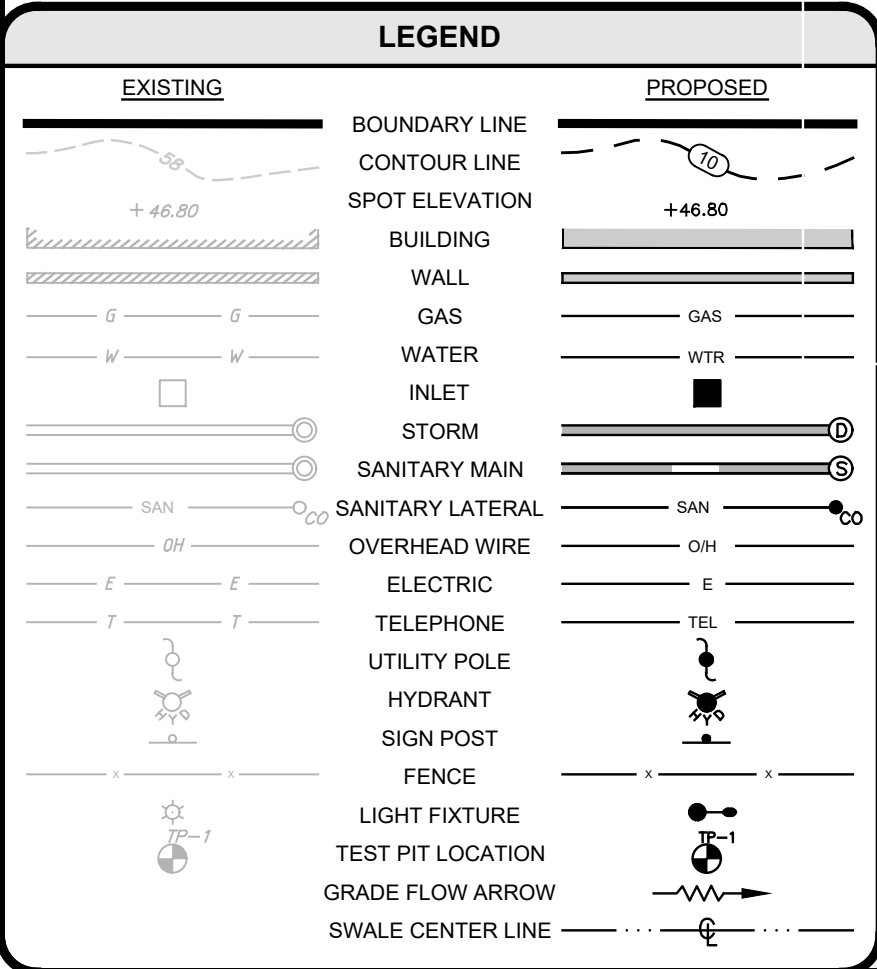 LEGEND
EXISTING PROPOSED
BOUNDARY LINE
58 CONTOUR LINE 10
+ 46.80 SPOT ELEVATION +46.80
BUILDING
WALL
G G GAS GAS
W W WATER WTR
INLET
STORM D
SANITARY MAIN S
SAN CO SANITARY LATERAL SAN CO
OH OVERHEAD WIRE O/H
E E ELECTRIC E
T T TELEPHONE TEL
UTILITY POLE
HYD HYDRANT HYD
SIGN POST
x x FENCE x x
LIGHT FIXTURE
TP-1 TEST PIT LOCATION TP-1
GRADE FLOW ARROW
SWALE CENTER LINE CL